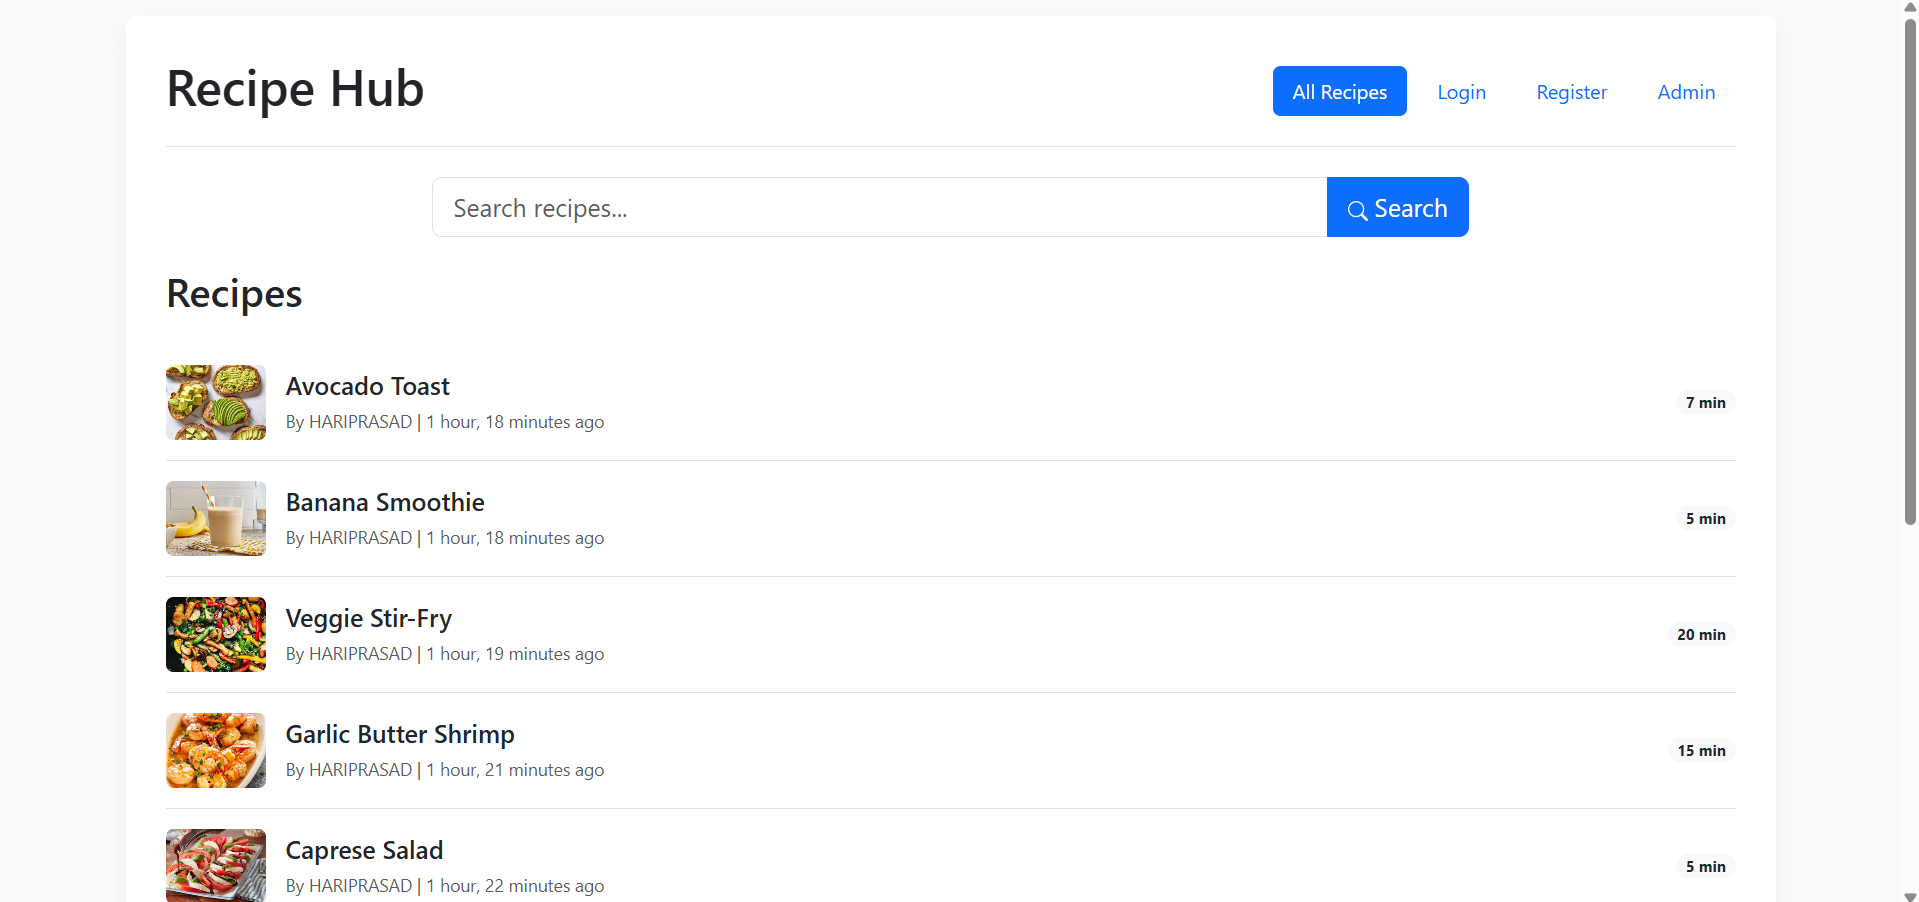 Recipe Hub
All Recipes
Login
Register
Admin
Search recipes...
Search
Recipes
Avocado Toast
By HARIPRASAD | 1 hour, 18 minutes ago
7 min
Banana Smoothie
By HARIPRASAD | 1 hour, 18 minutes ago
5 min
Veggie Stir-Fry
By HARIPRASAD | 1 hour, 19 minutes ago
20 min
Garlic Butter Shrimp
By HARIPRASAD | 1 hour, 21 minutes ago
15 min
Caprese Salad
By HARIPRASAD | 1 hour, 22 minutes ago
5 min